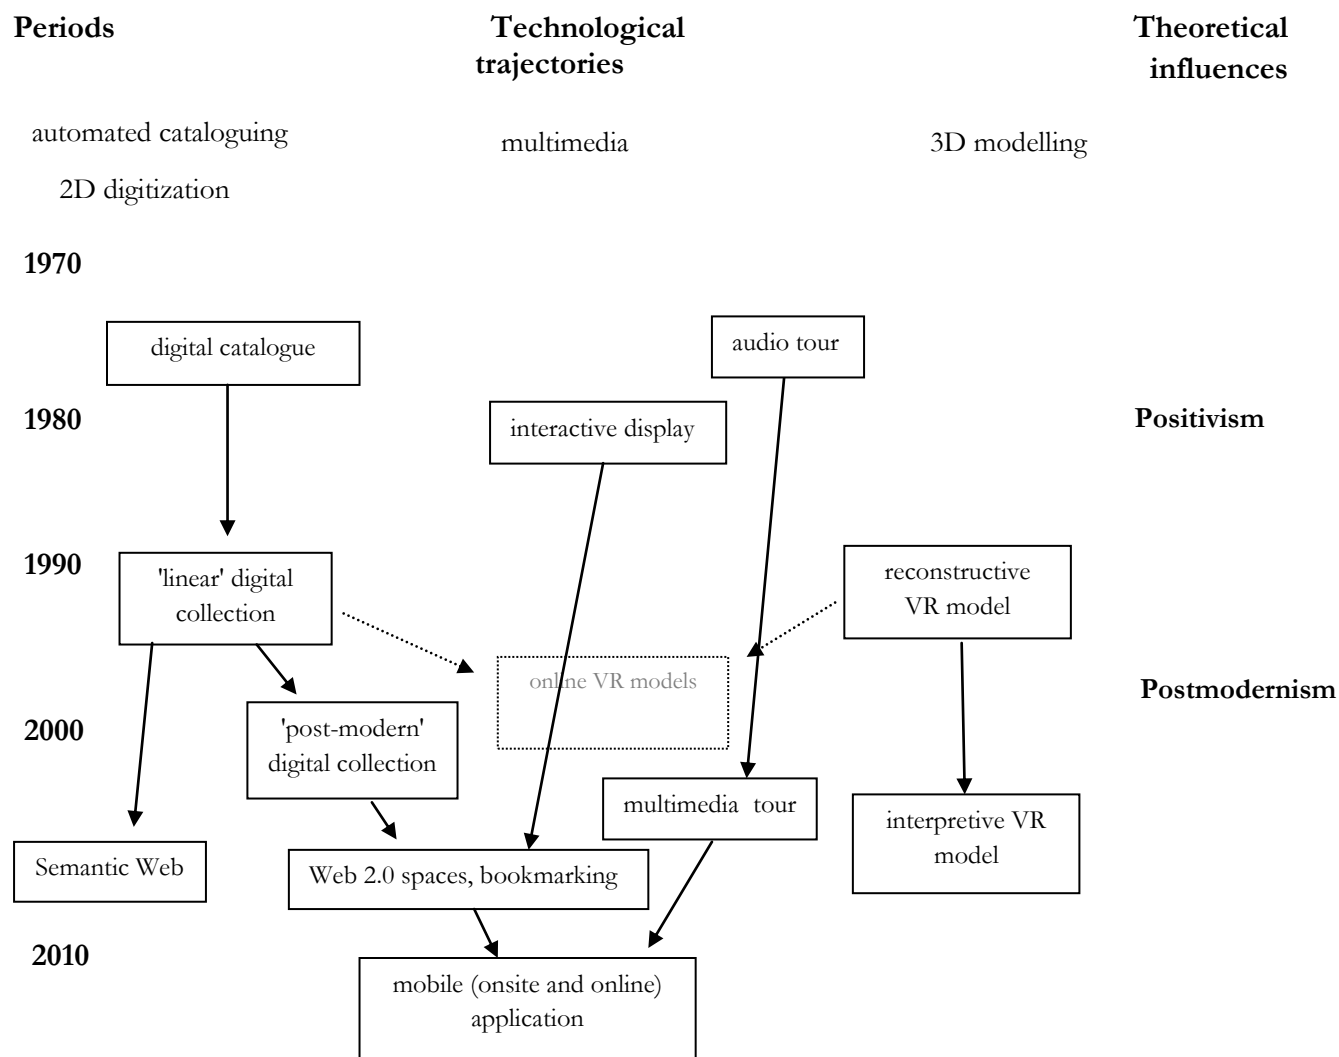 Periods
Technological
trajectories
Theoretical
influences
automated cataloguing
2D digitization
multimedia
3D modelling
1970
digital catalogue
audio tour
1980
interactive display
Positivism
1990
'linear' digital
collection
reconstructive
VR model
online VR models
Postmodernism
2000
'post-modern'
digital collection
multimedia tour
interpretive VR
model
Semantic Web
Web 2.0 spaces, bookmarking
2010
mobile (onsite and online)
application